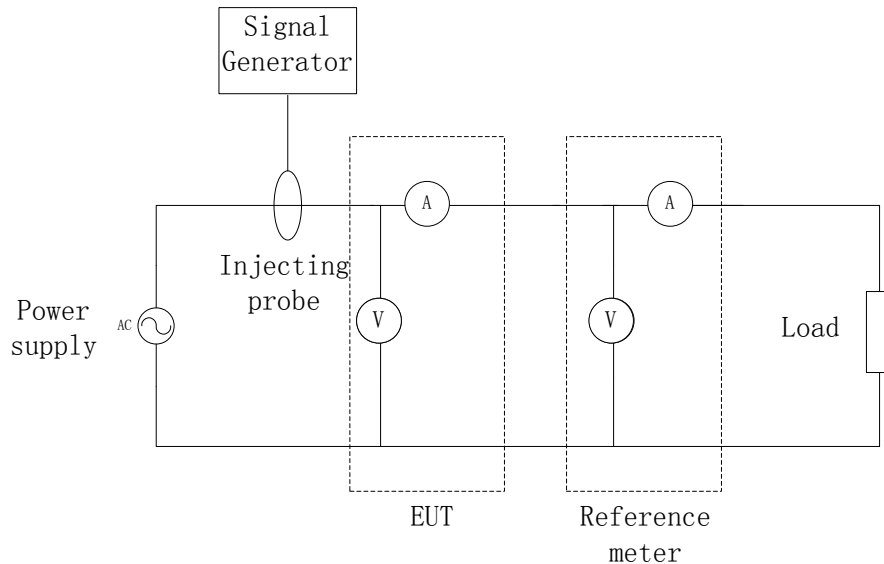 Signal
Generator
A
A
Injecting
probe
Power
supply
AC
V
V
Load
EUT
Reference
meter